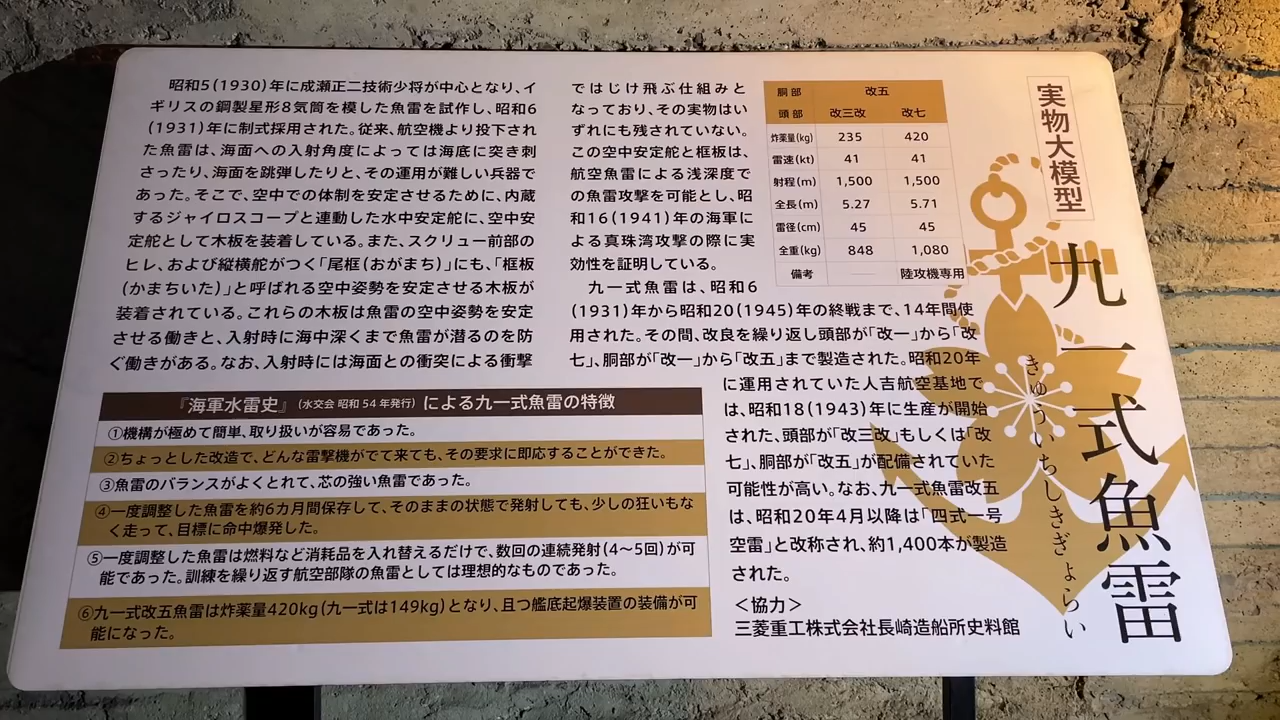 実物大模型
九一式魚雷
きゅういちしきぎょらい
昭和5(1930)年に成瀬正二技術少将が中心となり、イ
ギリスの鋼製星形8気筒を模した魚雷を試作し、昭和6
(1931)年に制式採用された。従来、航空機より投下され
た魚雷は、海面への入射角度によっては海底に突き刺
さったり、海面を跳弾したりと、その運用が難しい兵器で
あった。そこで、空中での体制を安定させるために、内蔵
するジャイロスコープと連動した水中安定舵に、空中安
定舵として木板を装着している。また、スクリュー前部の
ヒレ、および縦横舵がつく「尾框(おがまち)」にも、「框板
(かまちいた)」と呼ばれる空中姿勢を安定させる木板が
装着されている。これらの木板は魚雷の空中姿勢を安定
させる働きと、入射時に海中深くまで魚雷が潜るのを防
ぐ働きがある。なお、入射時には海面との衝突による衝撃
ではじけ飛ぶ仕組みと
なっており、その実物はい
ずれにも残されていない。
この空中安定舵と框板は、
航空魚雷による浅深度で
の魚雷攻撃を可能とし、昭
和16(1941)年の海軍に
よる真珠湾攻撃の際に実
効性を証明している。
九一式魚雷は、昭和6
(1931)年から昭和20(1945)年の終戦まで、14年間使
用された。その間、改良を繰り返し頭部が「改一」から「改
七」、胴部が「改一」から「改五」まで製造された。昭和20年
に運用されていた人吉航空基地で
は、昭和18(1943)年に生産が開始
された、頭部が「改三改」もしくは「改
七」、胴部が「改五」が配備されていた
可能性が高い。なお、九一式魚雷改五
は、昭和20年4月以降は「四式一号
空雷」と改称され、約1,400本が製造
された。
<協力>
三菱重工株式会社長崎造船所史料館
胴部 改五
頭部 改三改 改七
炸薬量(kg) 235 420
雷速(kt) 41 41
射程(m) 1,500 1,500
全長(m) 5.27 5.71
雷径(cm) 45 45
全重(kg) 848 1,080
備考 — 陸攻機専用
『海軍水雷史』(水交会 昭和54年発行)による九一式魚雷の特徴
①機構が極めて簡単、取り扱いが容易であった。
②ちょっとした改造で、どんな雷撃機がでて来ても、その要求に即応することができた。
③魚雷のバランスがよくとれて、芯の強い魚雷であった。
④一度調整した魚雷を約6カ月間保存して、そのままの状態で発射しても、少しの狂いもな
く走って、目標に命中爆発した。
⑤一度調整した魚雷は燃料など消耗品を入れ替えるだけで、数回の連続発射(4〜5回)が可
能であった。訓練を繰り返す航空部隊の魚雷としては理想的なものであった。
⑥九一式改五魚雷は炸薬量420kg(九一式は149kg)となり、且つ艦底起爆装置の装備が可
能になった。